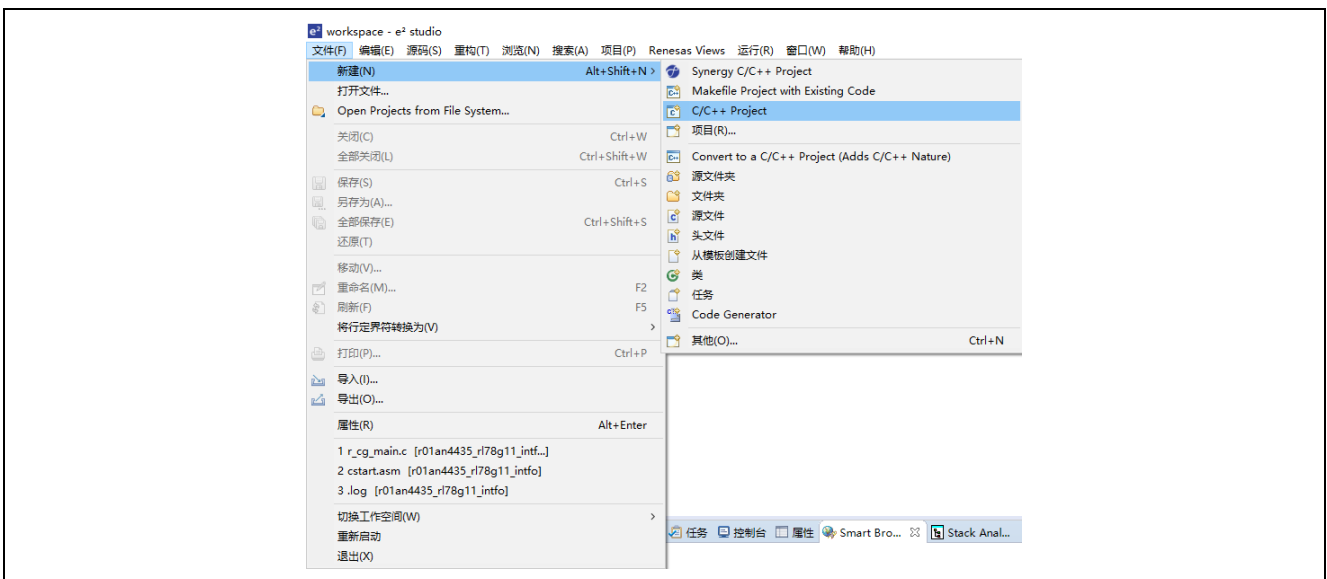 e² workspace - e² studio
文件(F) 编辑(E) 源码(S) 重构(T) 浏览(N) 搜索(A) 项目(P) Renesas Views 运行(R) 窗口(W) 帮助(H)
新建(N) Alt+Shift+N >
打开文件...
Open Projects from File System...
关闭(C) Ctrl+W
全部关闭(L) Ctrl+Shift+W
保存(S) Ctrl+S
另存为(A)...
全部保存(E) Ctrl+Shift+S
还原(T)
移动(V)...
重命名(M)... F2
刷新(F) F5
将行定界符转换为(V) >
打印(P)... Ctrl+P
导入(I)...
导出(O)...
属性(R) Alt+Enter
1 r_cg_main.c [r01an4435_rl78g11_intf...]
2 cstart.asm [r01an4435_rl78g11_intfo]
3 .log [r01an4435_rl78g11_intfo]
切换工作空间(W) >
重新启动
退出(X)
Synergy C/C++ Project
Makefile Project with Existing Code
C/C++ Project
项目(R)...
Convert to a C/C++ Project (Adds C/C++ Nature)
源文件夹
文件夹
源文件
头文件
从模板创建文件
类
任务
Code Generator
其他(O)... Ctrl+N
任务 控制台 属性 Smart Bro... Stack Anal...